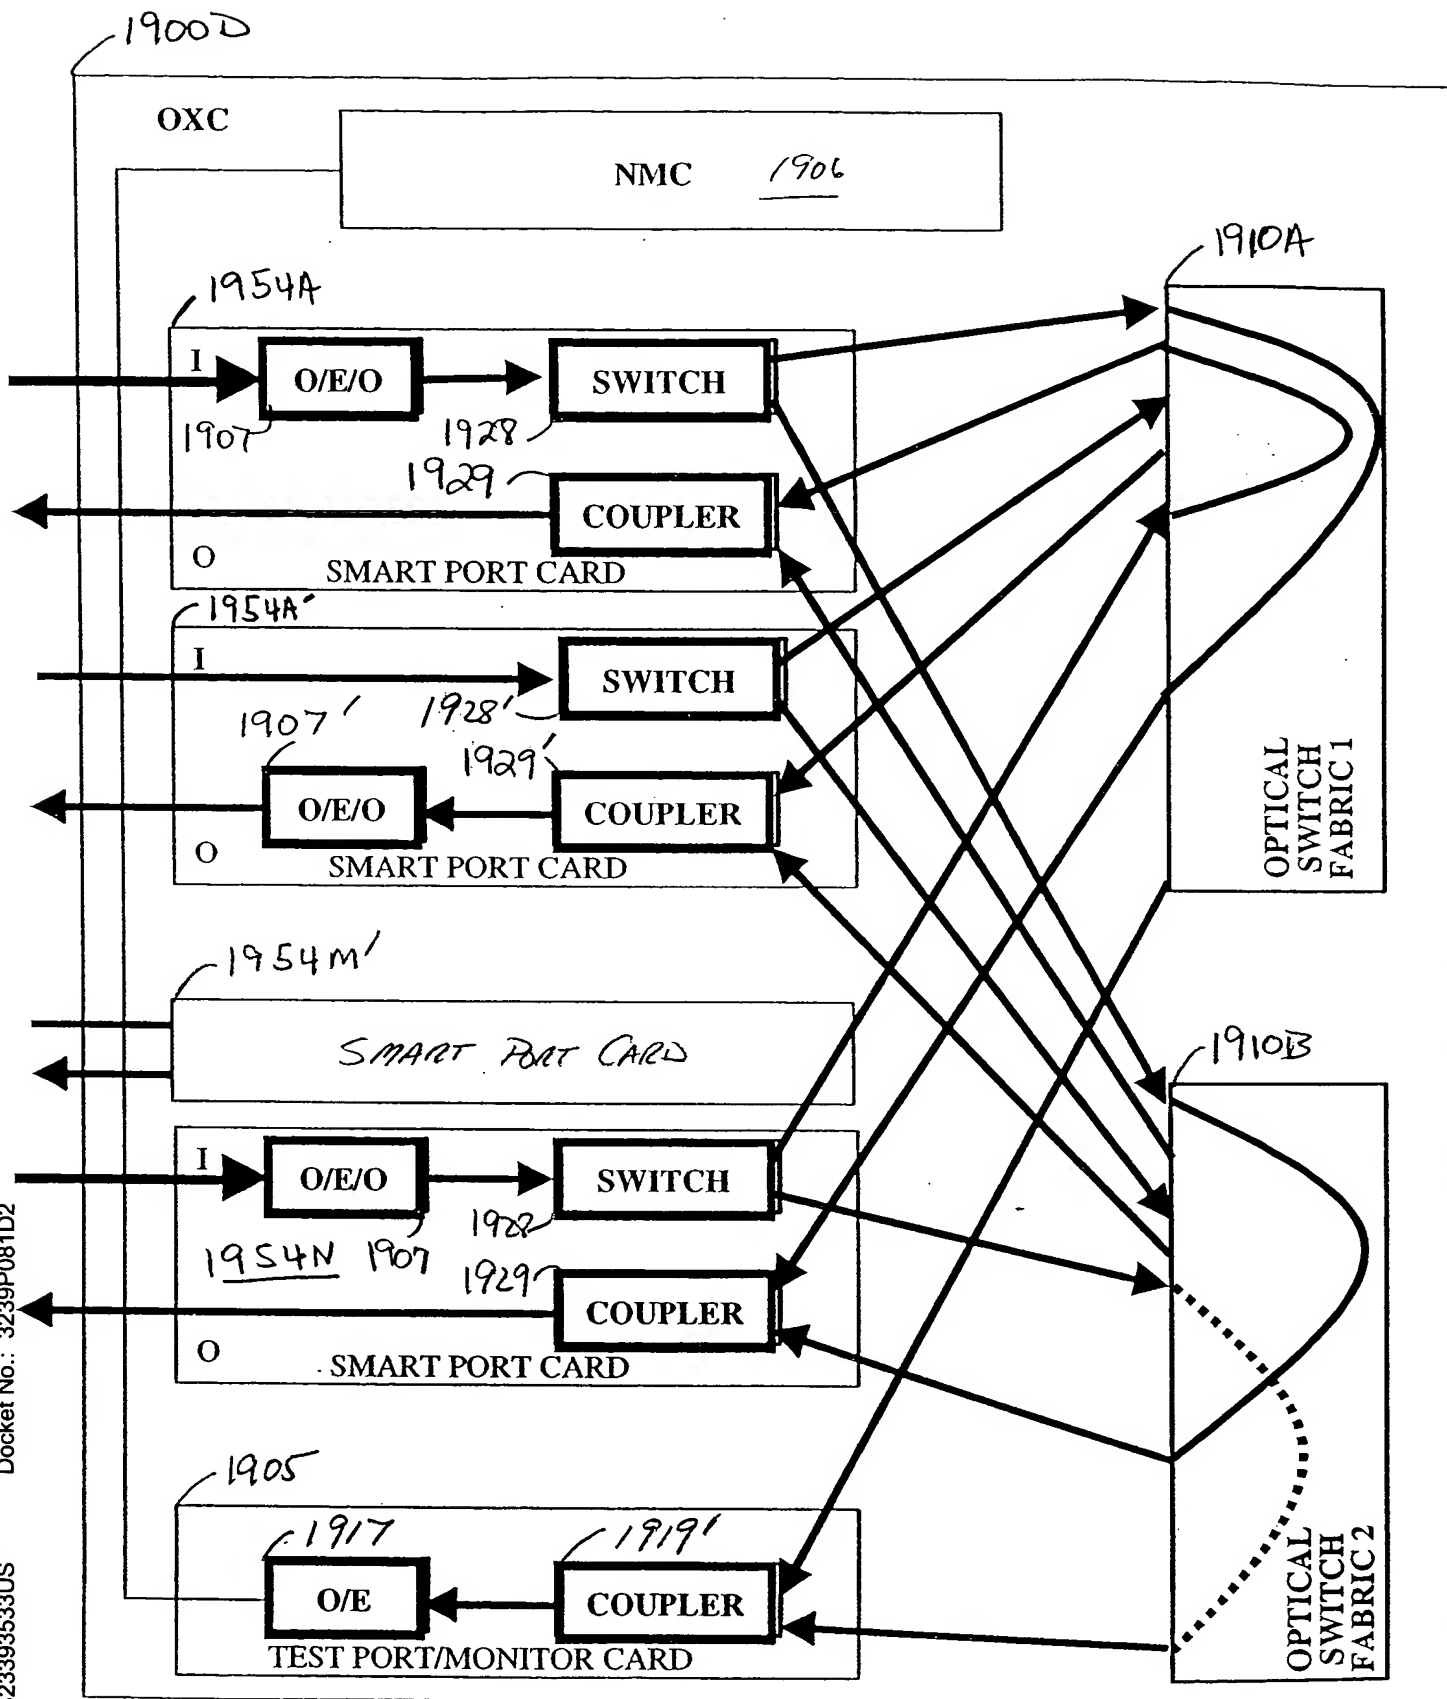 1900D
OXC
NMC 1906
1910A
1954A
I
O/E/O
SWITCH
1907
1928
1929
COUPLER
O
SMART PORT CARD
1954A'
I
SWITCH
1907'
1928'
1929'
O/E/O
COUPLER
O
SMART PORT CARD
OPTICAL
SWITCH
FABRIC 1
1954M'
SMART PORT CARD
1910B
I
O/E/O
SWITCH
1954N
1907
1928
1929
COUPLER
O
SMART PORT CARD
1905
1917
1919'
O/E
COUPLER
TEST PORT/MONITOR CARD
OPTICAL
SWITCH
FABRIC 2
Docket No.: 3239P081D2